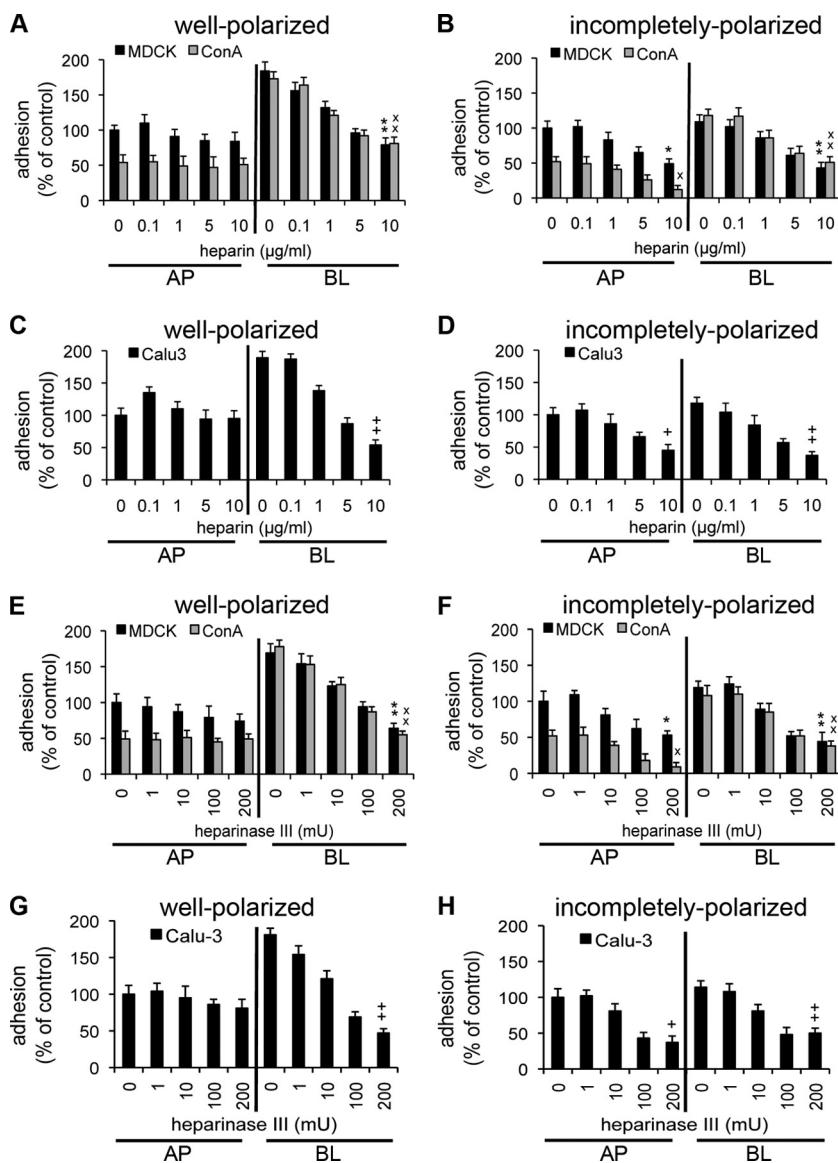 A well-polarized
MDCK ConA
adhesion
(% of control)
200
150
100
50
0
* * x x
0 0.1 1 5 10 0 0.1 1 5 10
heparin (µg/ml)
AP BL
B incompletely-polarized
MDCK ConA
adhesion
(% of control)
200
150
100
50
0
* x * * x x
0 0.1 1 5 10 0 0.1 1 5 10
heparin (µg/ml)
AP BL
C well-polarized
Calu3
adhesion
(% of control)
200
150
100
50
0
+ +
0 0.1 1 5 10 0 0.1 1 5 10
heparin (µg/ml)
AP BL
D incompletely-polarized
Calu3
adhesion
(% of control)
200
150
100
50
0
+ + +
0 0.1 1 5 10 0 0.1 1 5 10
heparin (µg/ml)
AP BL
E well-polarized
MDCK ConA
adhesion
(% of control)
200
150
100
50
0
* * x x
0 1 10 100 200 0 1 10 100 200
heparinase III (mU)
AP BL
F incompletely-polarized
MDCK ConA
adhesion
(% of control)
200
150
100
50
0
* x * * x x
0 1 10 100 200 0 1 10 100 200
heparinase III (mU)
AP BL
G well-polarized
Calu-3
adhesion
(% of control)
200
150
100
50
0
+ +
0 1 10 100 200 0 1 10 100 200
heparinase III (mU)
AP BL
H incompletely-polarized
Calu-3
adhesion
(% of control)
200
150
100
50
0
+ + +
0 1 10 100 200 0 1 10 100 200
heparinase III (mU)
AP BL